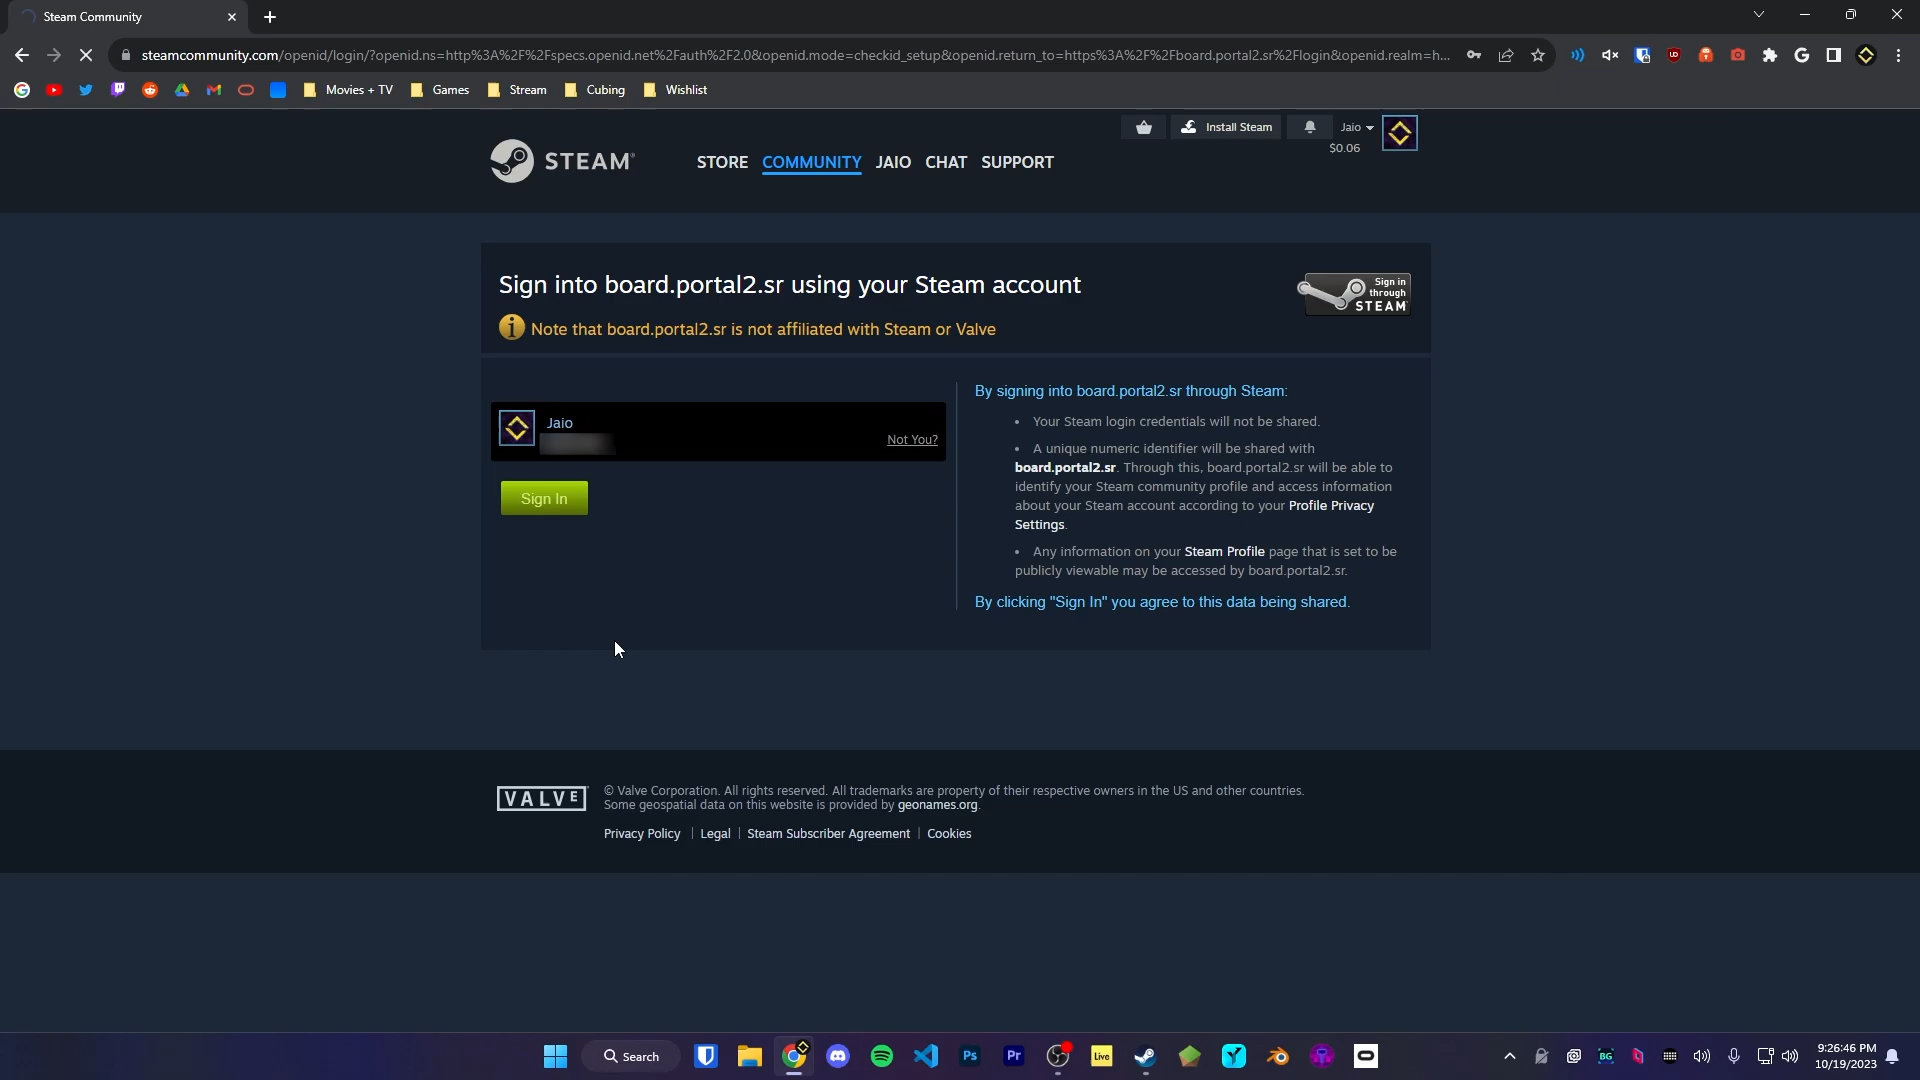 Steam Community
steamcommunity.com/openid/login/?openid.ns=http%3A%2F%2Fspecs.openid.net%2Fauth%2F2.0&openid.mode=checkid_setup&openid.return_to=https%3A%2F%2Fboard.portal2.sr%2Flogin&openid.realm=h...
Movies + TV
Games
Stream
Cubing
Wishlist
Install Steam
Jaio
$0.06
STEAM
STORE
COMMUNITY
JAIO
CHAT
SUPPORT
Sign into board.portal2.sr using your Steam account
Note that board.portal2.sr is not affiliated with Steam or Valve
Sign in
through
STEAM
Jaio
Not You?
Sign In
By signing into board.portal2.sr through Steam:
• Your Steam login credentials will not be shared.
• A unique numeric identifier will be shared with
board.portal2.sr. Through this, board.portal2.sr will be able to
identify your Steam community profile and access information
about your Steam account according to your Profile Privacy
Settings.
• Any information on your Steam Profile page that is set to be
publicly viewable may be accessed by board.portal2.sr.
By clicking "Sign In" you agree to this data being shared.
VALVE
© Valve Corporation. All rights reserved. All trademarks are property of their respective owners in the US and other countries.
Some geospatial data on this website is provided by geonames.org.
Privacy Policy | Legal | Steam Subscriber Agreement | Cookies
Search
Ps
Pr
Live
BG
9:26:46 PM
10/19/2023